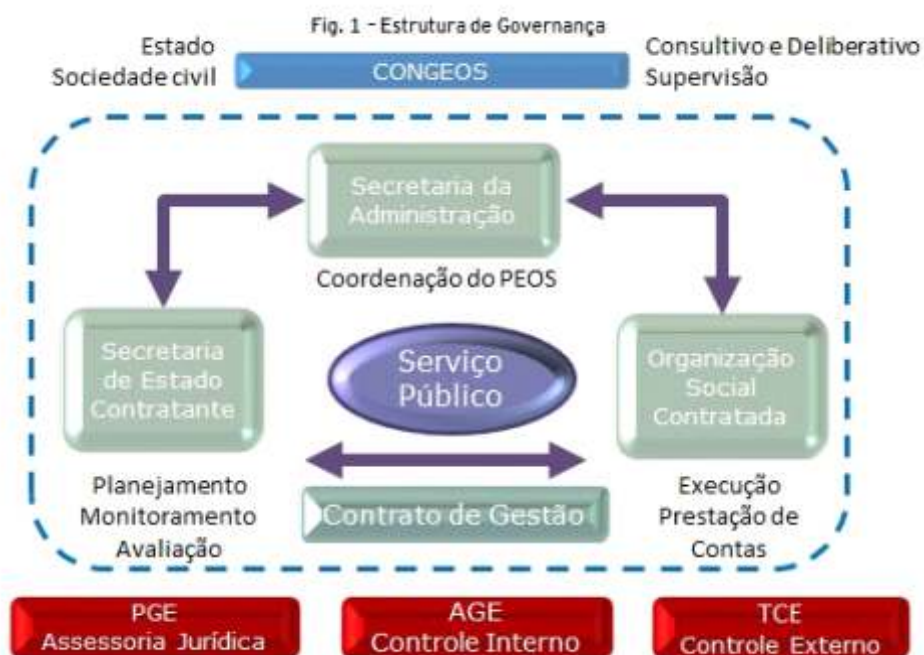 Fig. 1 - Estrutura de Governança
Estado
Sociedade civil
CONGEOS
Consultivo e Deliberativo
Supervisão
Secretaria da
Administração
Coordenação do PEOS
Secretaria
de Estado
Contratante
Serviço
Público
Organização
Social
Contratada
Planejamento
Monitoramento
Avaliação
Contrato de Gestão
Execução
Prestação de
Contas
PGE
Assessoria Jurídica
AGE
Controle Interno
TCE
Controle Externo